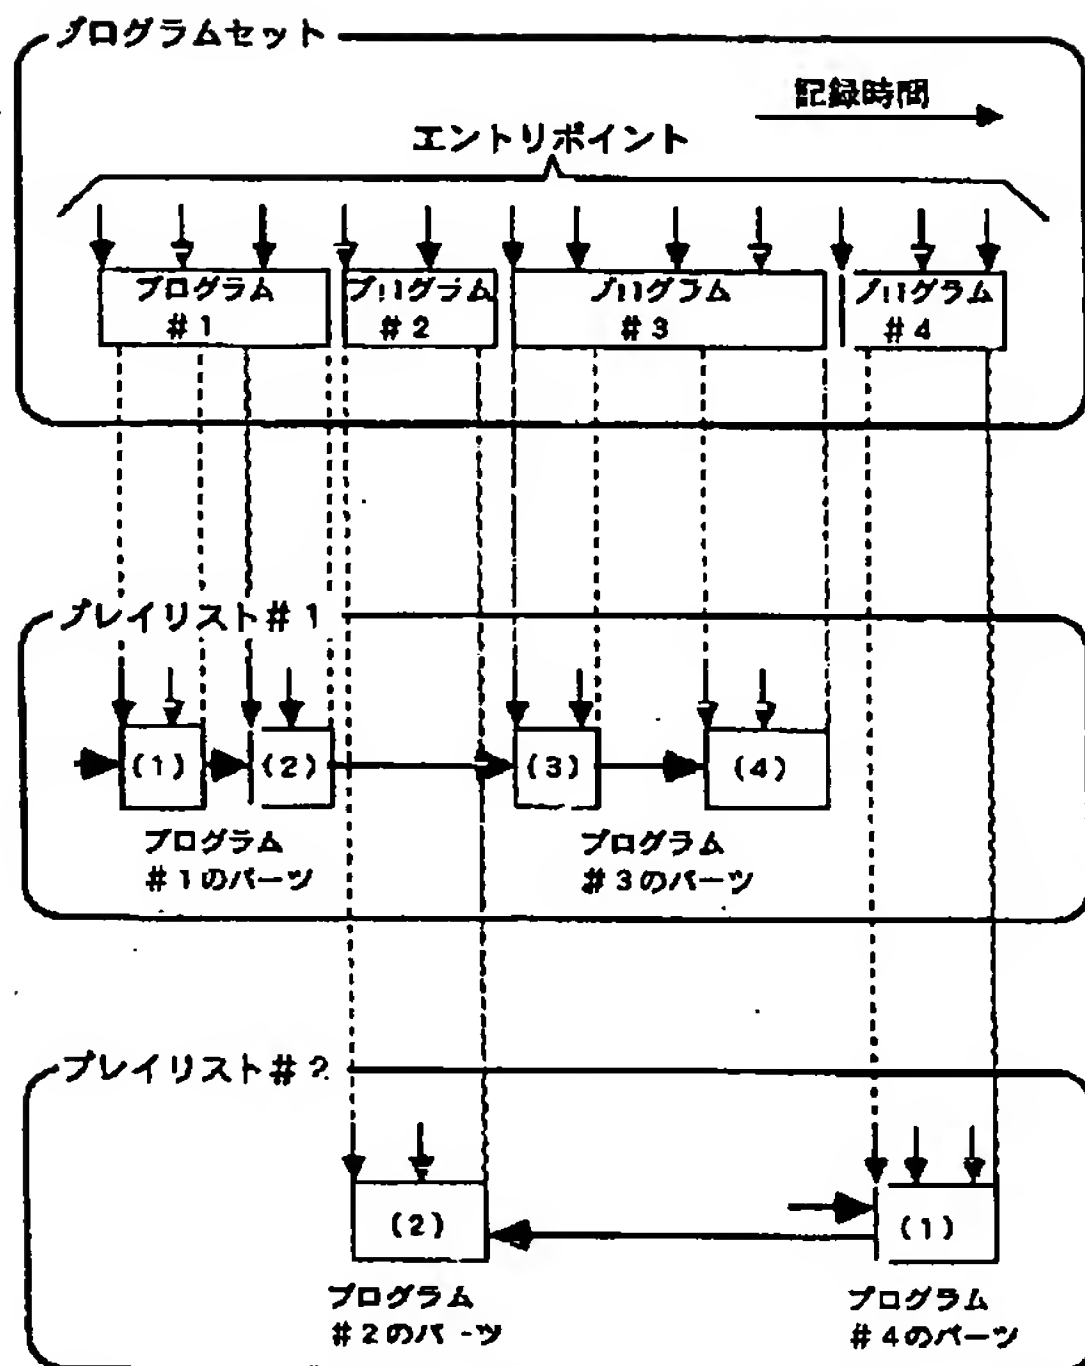 プログラムセット
記録時間
エントリポイント
プログラム
#1
プログラム
#2
プログラム
#3
プログラム
#4
プレイリスト#1
(1)
(2)
(3)
(4)
プログラム
#1のパーツ
プログラム
#3のパーツ
プレイリスト#2
(2)
(1)
プログラム
#2のパーツ
プログラム
#4のパーツ